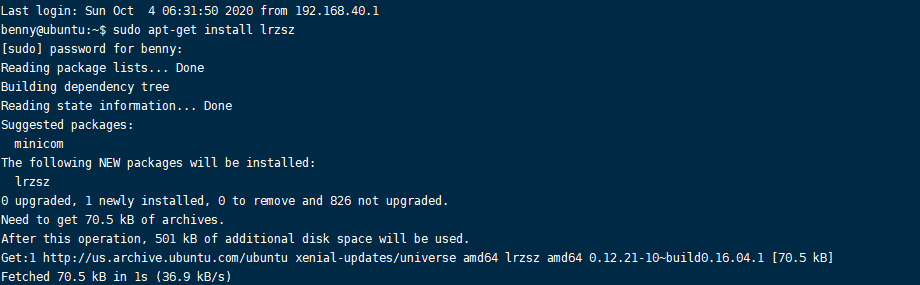 Last login: Sun Oct  4 06:31:50 2020 from 192.168.40.1
benny@ubuntu:~$ sudo apt-get install lrzsz
[sudo] password for benny:
Reading package lists... Done
Building dependency tree
Reading state information... Done
Suggested packages:
  minicom
The following NEW packages will be installed:
  lrzsz
0 upgraded, 1 newly installed, 0 to remove and 826 not upgraded.
Need to get 70.5 kB of archives.
After this operation, 501 kB of additional disk space will be used.
Get:1 http://us.archive.ubuntu.com/ubuntu xenial-updates/universe amd64 lrzsz amd64 0.12.21-10~build0.16.04.1 [70.5 kB]
Fetched 70.5 kB in 1s (36.9 kB/s)